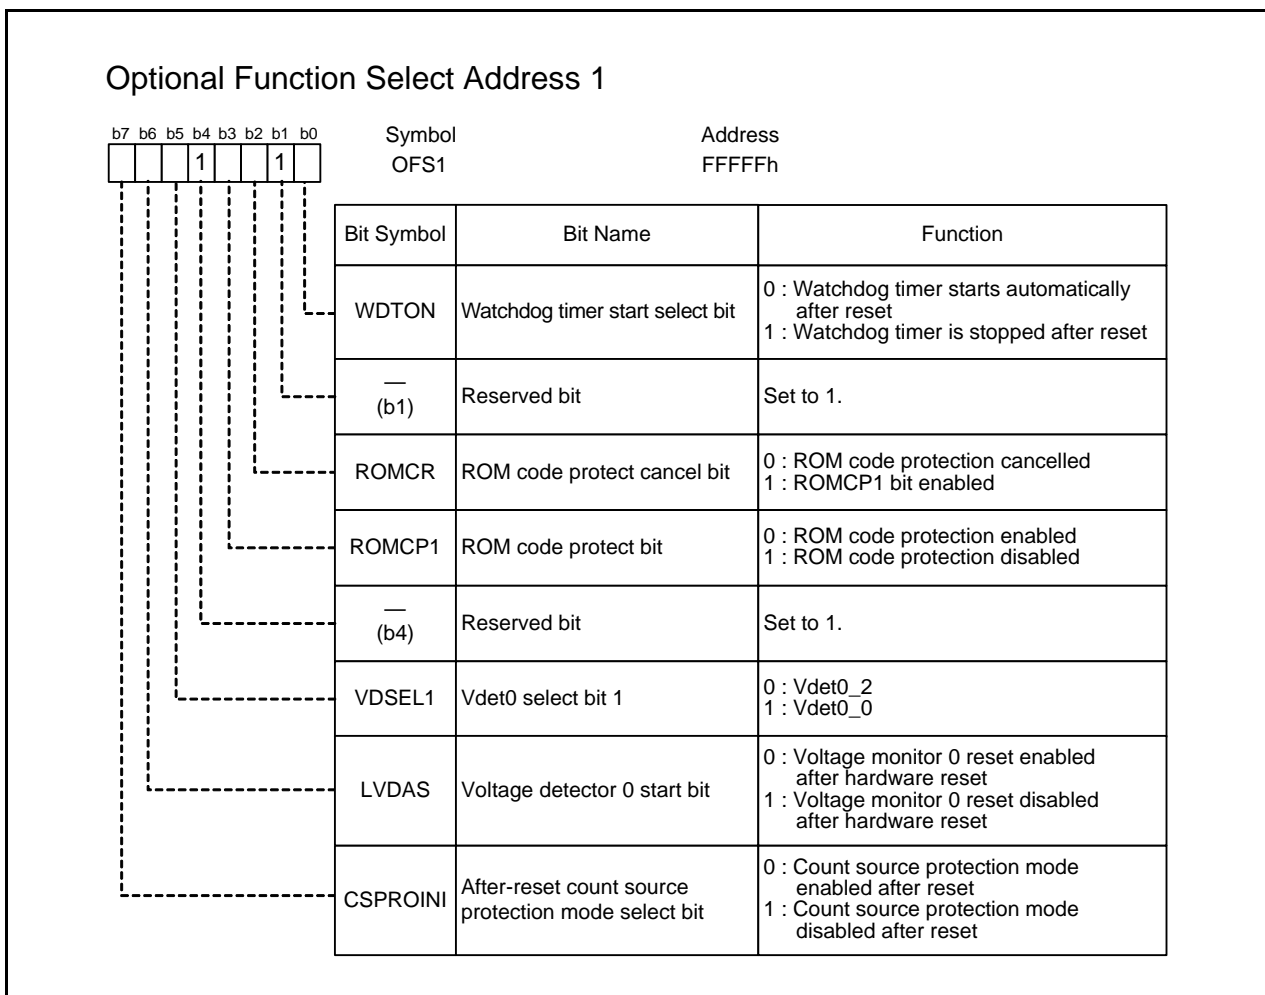 Optional Function Select Address 1
b7 b6 b5 b4 b3 b2 b1 b0
1 1
Symbol Address
OFS1 FFFFFh
Bit Symbol Bit Name Function
WDTON Watchdog timer start select bit
0 : Watchdog timer starts automatically
after reset
1 : Watchdog timer is stopped after reset
—
(b1)
Reserved bit Set to 1.
ROMCR ROM code protect cancel bit
0 : ROM code protection cancelled
1 : ROMCP1 bit enabled
ROMCP1 ROM code protect bit
0 : ROM code protection enabled
1 : ROM code protection disabled
—
(b4)
Reserved bit Set to 1.
VDSEL1 Vdet0 select bit 1
0 : Vdet0_2
1 : Vdet0_0
LVDAS Voltage detector 0 start bit
0 : Voltage monitor 0 reset enabled
after hardware reset
1 : Voltage monitor 0 reset disabled
after hardware reset
CSPROINI
After-reset count source
protection mode select bit
0 : Count source protection mode
enabled after reset
1 : Count source protection mode
disabled after reset